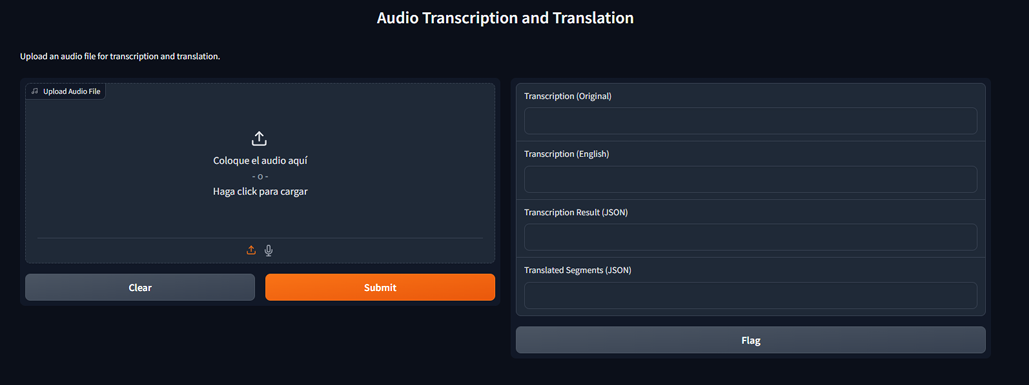 Audio Transcription and Translation
Upload an audio file for transcription and translation.
Upload Audio File
Coloque el audio aquí
- o -
Haga click para cargar
Clear
Submit
Transcription (Original)
Transcription (English)
Transcription Result (JSON)
Translated Segments (JSON)
Flag